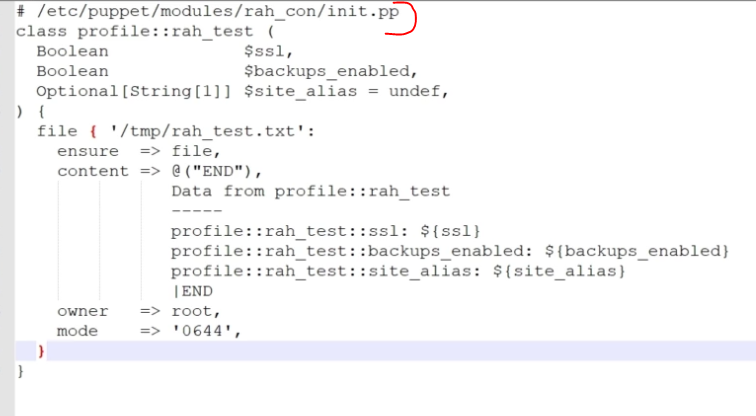 # /etc/puppet/modules/rah_con/init.pp
class profile::rah_test (
  Boolean             $ssl,
  Boolean             $backups_enabled,
  Optional[String[1]] $site_alias = undef,
) {
  file { '/tmp/rah_test.txt':
    ensure  => file,
    content => @("END"),
               Data from profile::rah_test
               -----
               profile::rah_test::ssl: ${ssl}
               profile::rah_test::backups_enabled: ${backups_enabled}
               profile::rah_test::site_alias: ${site_alias}
               |END
    owner   => root,
    mode    => '0644',
  }
}